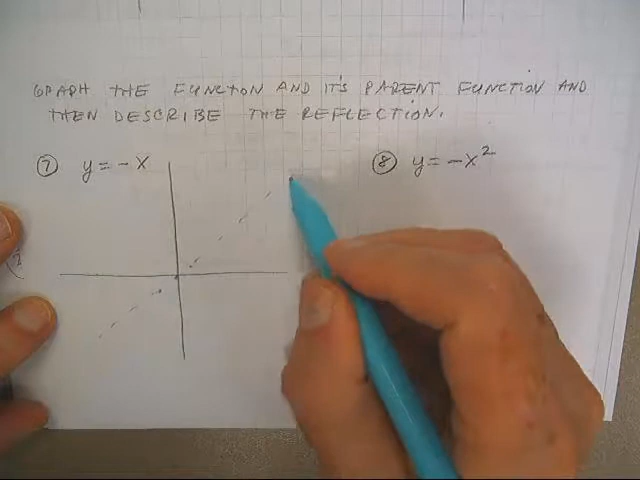 GRAPH THE FUNCTION AND IT'S PARENT FUNCTION AND
THEN DESCRIBE THE REFLECTION.
⑦ y = -x
⑧ y = -x²